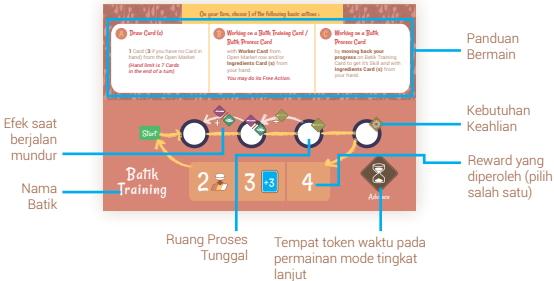 On your turn, choose 1 of the following basic actions :
A Draw Card (s)
1 Card (3 if you have no Card in
hand) from the Open Market
(Hand limit is 7 Cards
in the end of a turn)
B Working on a Batik Training Card /
Batik Process Card
with Worker Card from
Open Market now and/or
Ingredients Card (s) from
your hand.
You may do its Free Action.
C Working on a Batik
Process Card
by moving back your
progress on Batik Training
Card to get it's Skill and with
Ingredients Card (s) from
your hand.
Panduan
Bermain
Kebutuhan
Keahlian
Reward yang
diperoleh (pilih
salah satu)
Efek saat
berjalan
mundur
Nama
Batik
Start
Batik
Training
2
3
+3
4
Advance
Ruang Proses
Tunggal
Tempat token waktu pada
permainan mode tingkat
lanjut